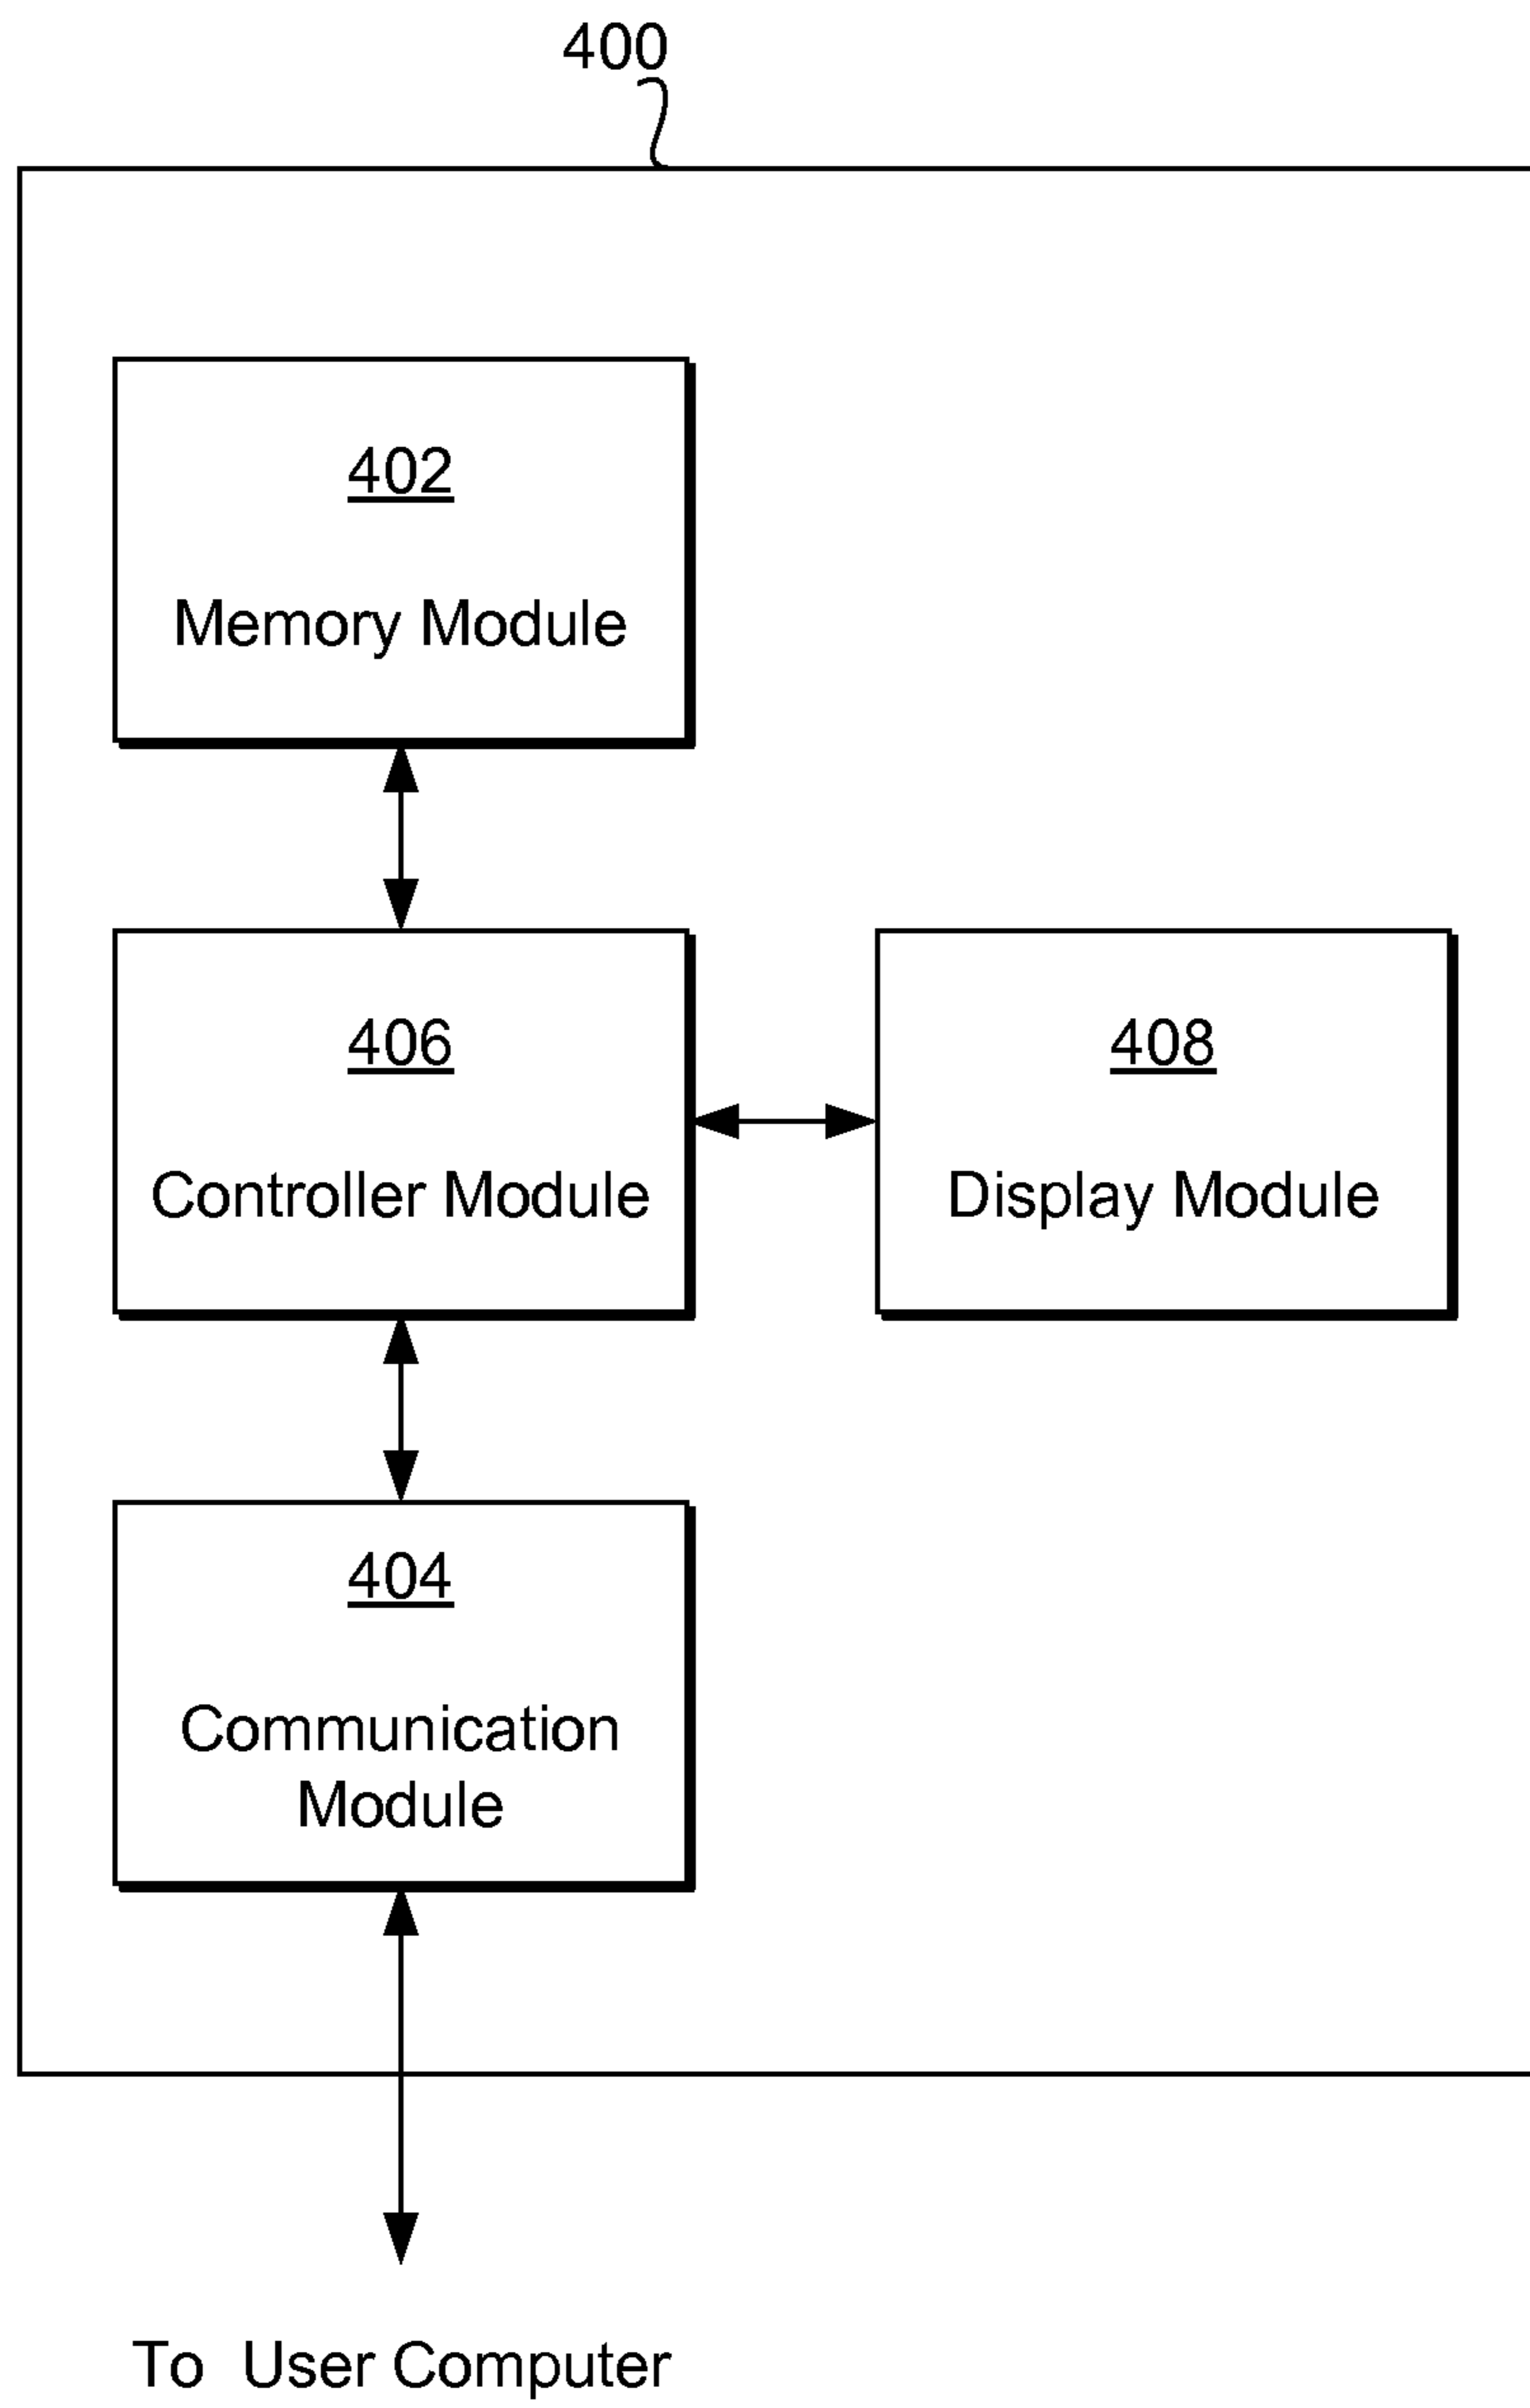 400
402
Memory Module
406
Controller Module
408
Display Module
404
Communication
Module
To User Computer